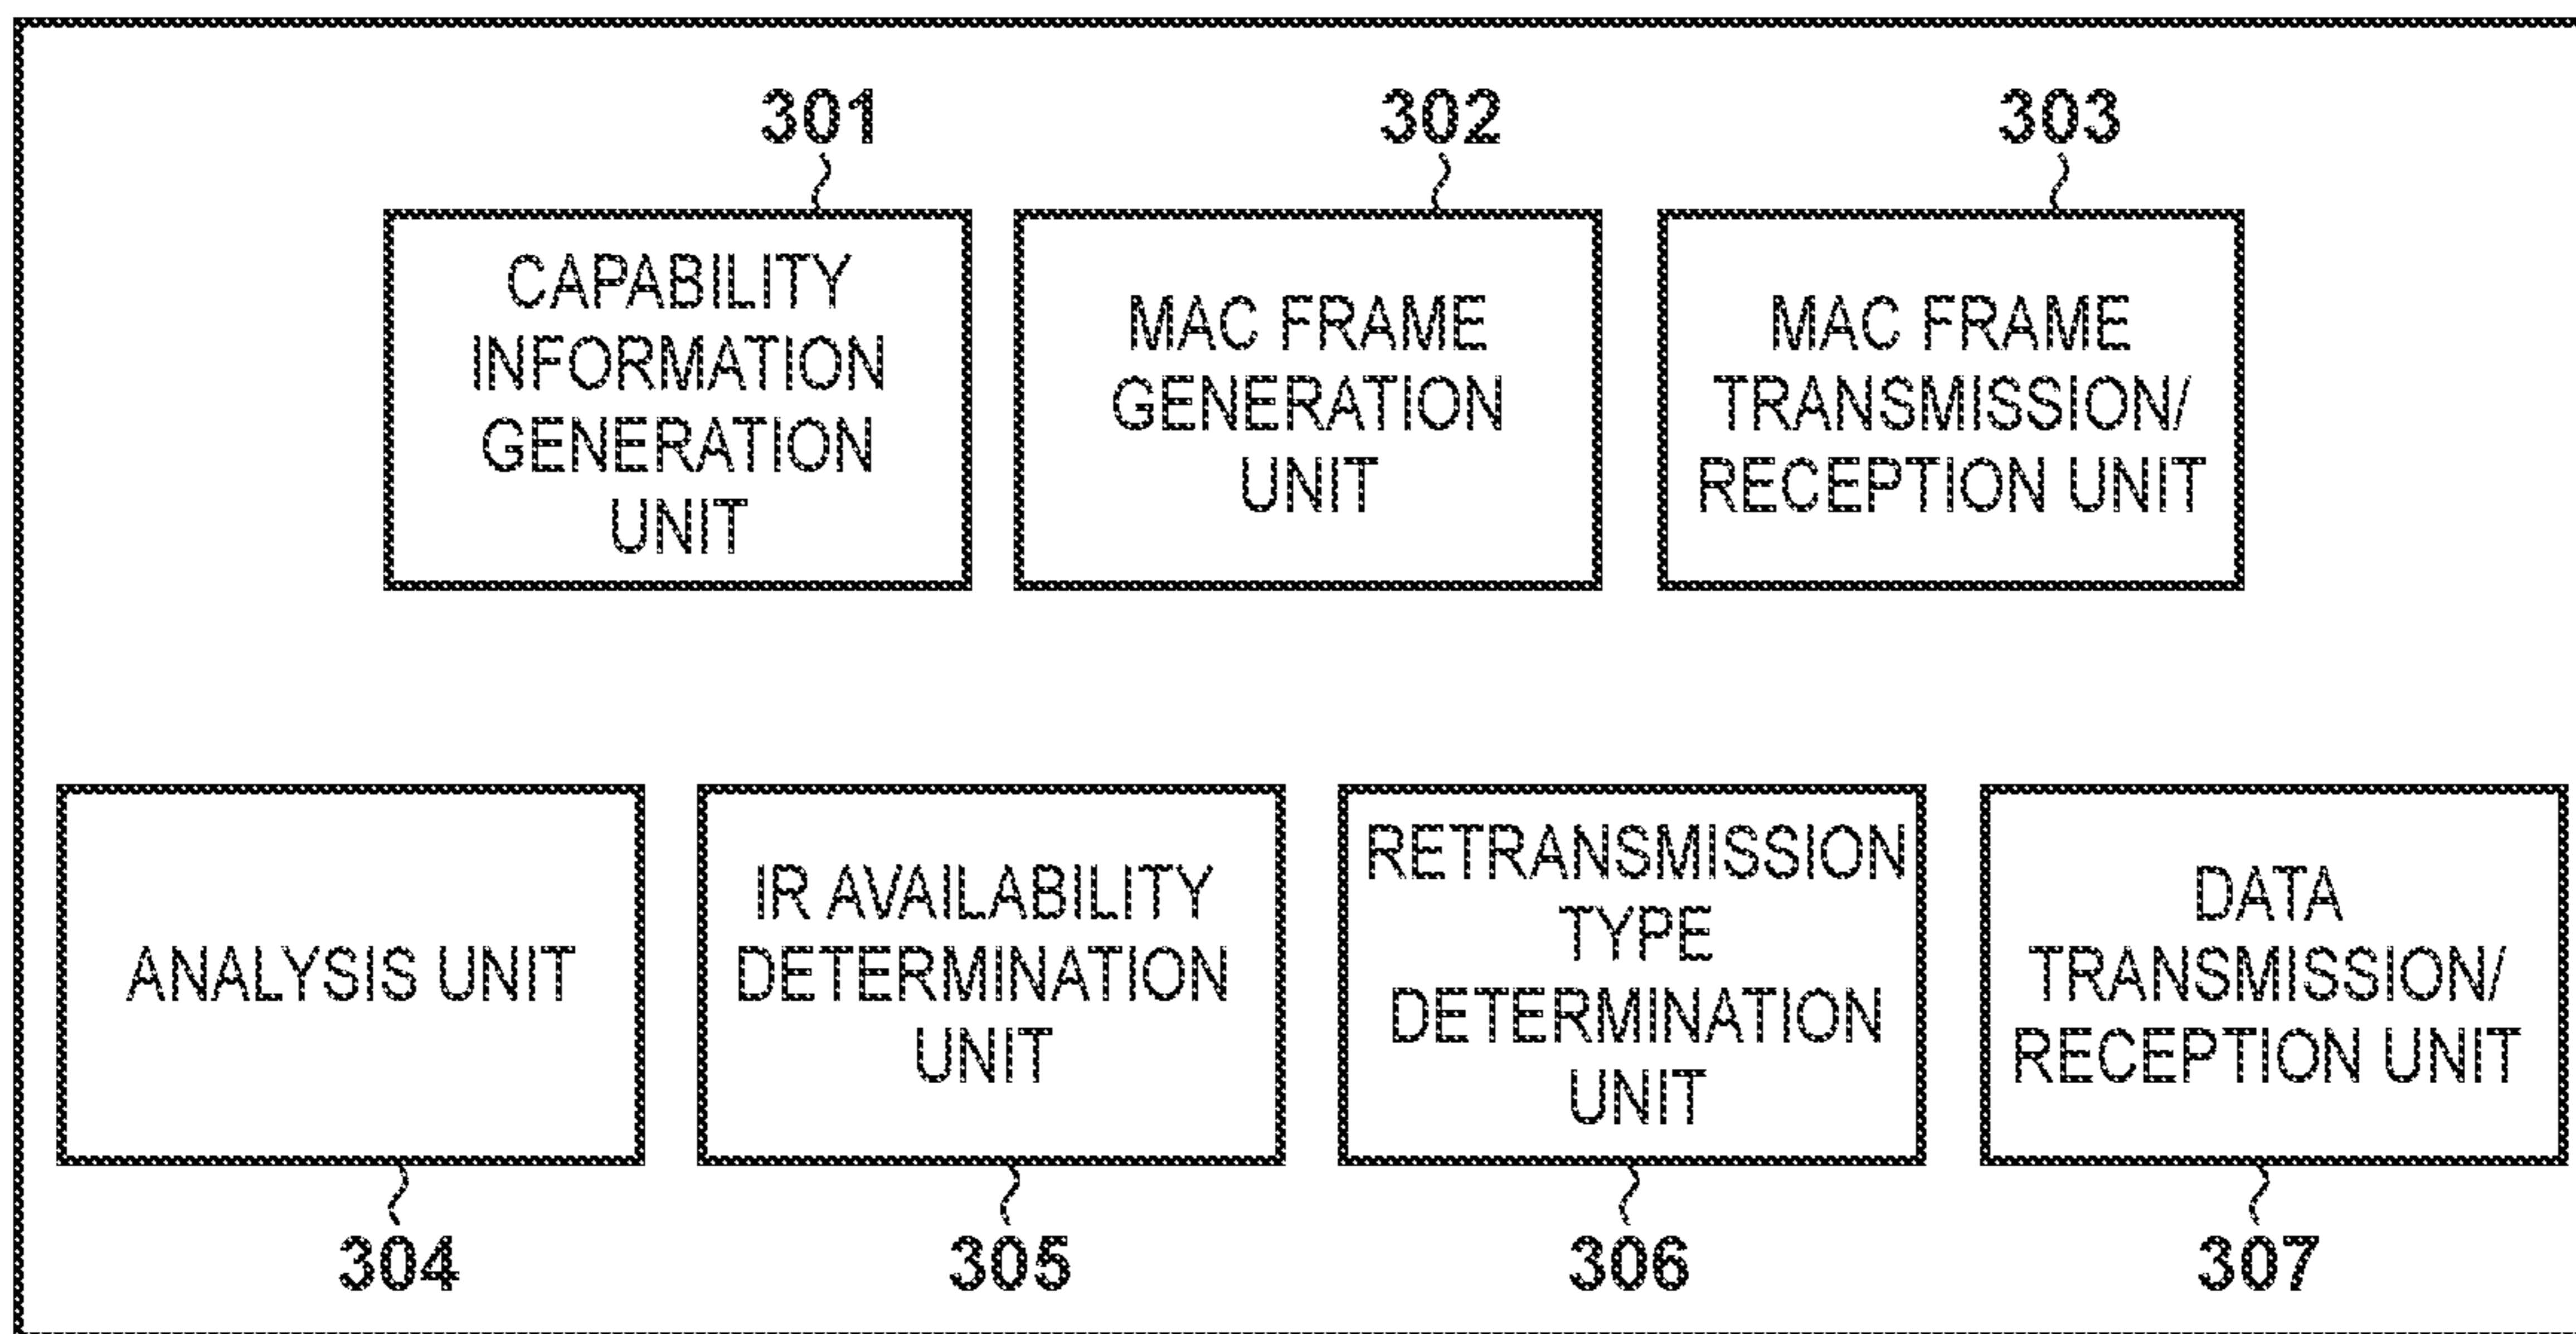 301
302
303
CAPABILITY
INFORMATION
GENERATION
UNIT
MAC FRAME
GENERATION
UNIT
MAC FRAME
TRANSMISSION/
RECEPTION UNIT
ANALYSIS UNIT
IR AVAILABILITY
DETERMINATION
UNIT
RETRANSMISSION
TYPE
DETERMINATION
UNIT
DATA
TRANSMISSION/
RECEPTION UNIT
304
305
306
307